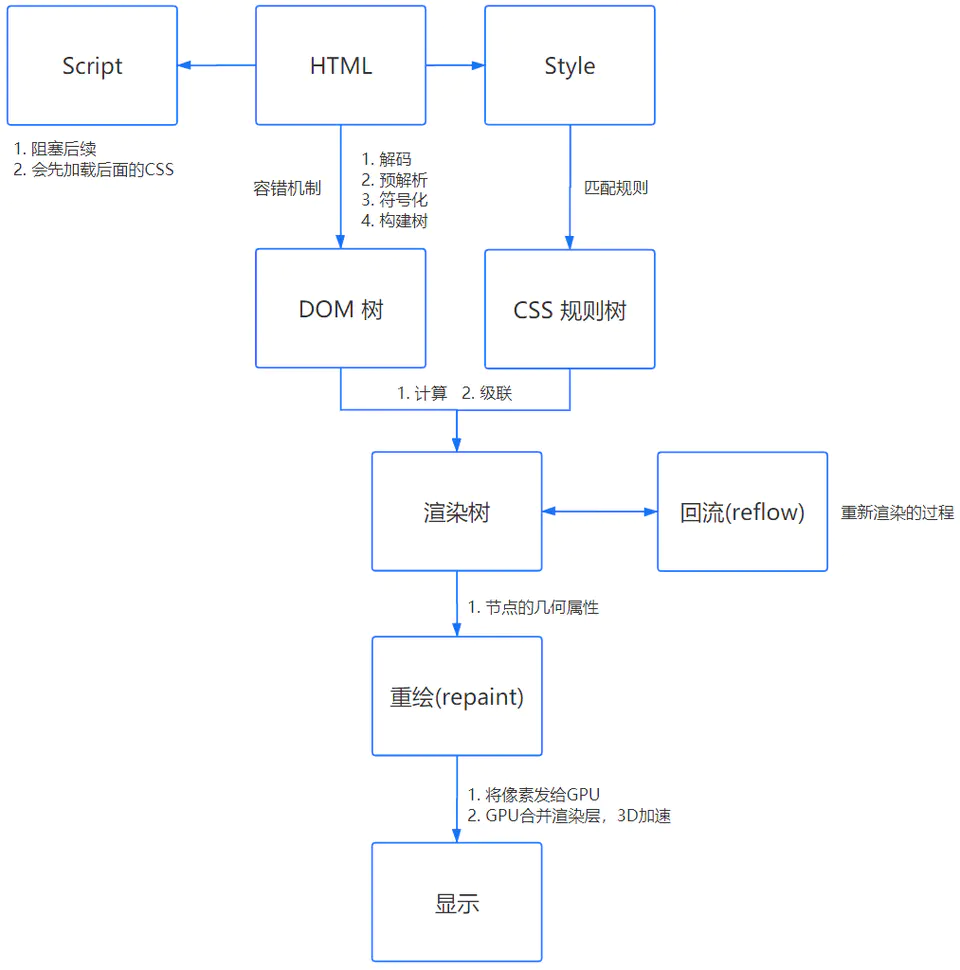 Script
HTML
Style
1. 阻塞后续
2. 会先加载后面的CSS
容错机制
1. 解码
2. 预解析
3. 符号化
4. 构建树
匹配规则
DOM 树
CSS 规则树
1. 计算 2. 级联
渲染树
回流(reflow)
重新渲染的过程
1. 节点的几何属性
重绘(repaint)
1. 将像素发给GPU
2. GPU合并渲染层，3D加速
显示